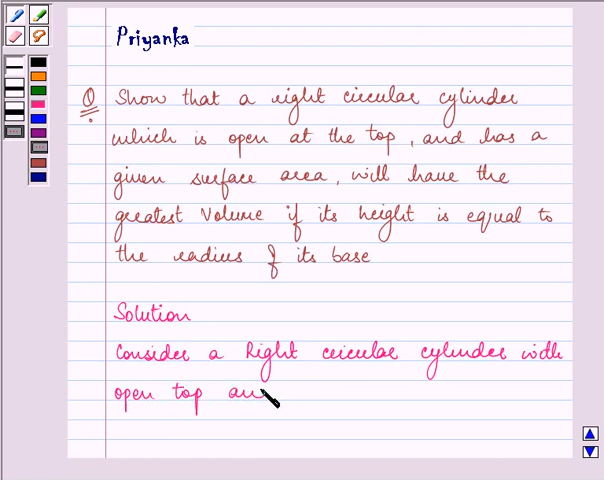 Priyanka
Q Show that a right circular cylinder
which is open at the top, and has a
given surface area, will have the
greatest volume if its height is equal to
the radius of its base
Solution
Consider a Right circular cylinder with
open top an